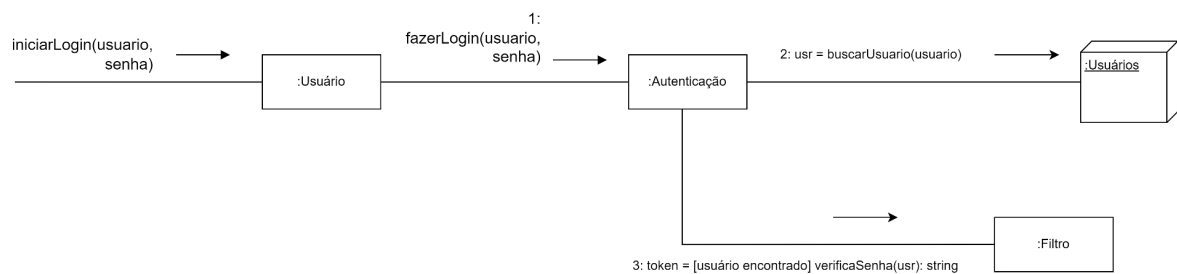 iniciarLogin(usuario,
senha)
:Usuário
1:
fazerLogin(usuario,
senha)
:Autenticação
2: usr = buscarUsuario(usuario)
:Usuários
:Filtro
3: token = [usuário encontrado] verificaSenha(usr): string